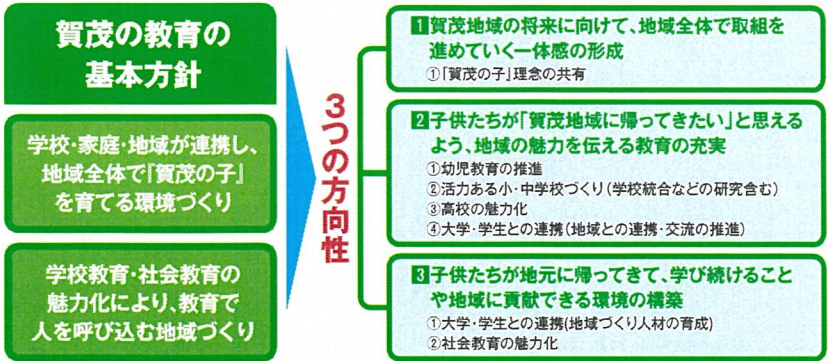 賀茂の教育の
基本方針
学校・家庭・地域が連携し、
地域全体で『賀茂の子』
を育てる環境づくり
学校教育・社会教育の
魅力化により、教育で
人を呼び込む地域づくり
3つの方向性
1 賀茂地域の将来に向けて、地域全体で取組を
進めていく一体感の形成
①『賀茂の子』理念の共有
2 子供たちが「賀茂地域に帰ってきたい」と思える
よう、地域の魅力を伝える教育の充実
①幼児教育の推進
②活力ある小・中学校づくり(学校統合などの研究含む)
③高校の魅力化
④大学・学生との連携(地域との連携・交流の推進)
3 子供たちが地元に帰ってきて、学び続けること
や地域に貢献できる環境の構築
①大学・学生との連携(地域づくり人材の育成)
②社会教育の魅力化